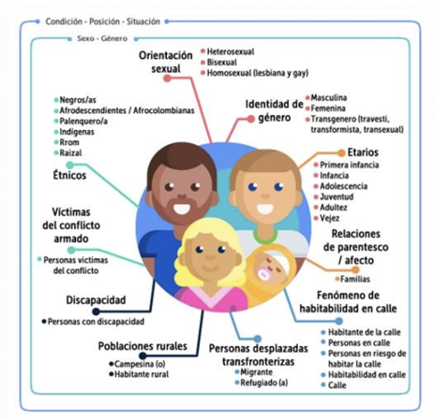 Condición - Posición - Situación
Sexo - Género
Orientación
sexual
Heterosexual
Bisexual
Homosexual (lesbiana y gay)
Identidad de
género
Masculina
Femenina
Transgenero (travesti,
transformista, transexual)
Negros/as
Afrodescendientes / Afrocolombianas
Palenquero/a
Indígenas
Rrom
Raizal
Étnicos
Etarios
Primera infancia
Infancia
Adolescencia
Juventud
Adultez
Vejez
Víctimas
del conflicto
armado
Personas víctimas
del conflicto
Relaciones
de parentesco
/ afecto
Familias
Discapacidad
Personas con discapacidad
Fenómeno de
habitabilidad en calle
Habitante de la calle
Personas en calle
Personas en riesgo de
habitar la calle
Habitabilidad en calle
Calle
Poblaciones rurales
Campesina (o)
Habitante rural
Personas desplazadas
transfronterizas
Migrante
Refugiado (a)